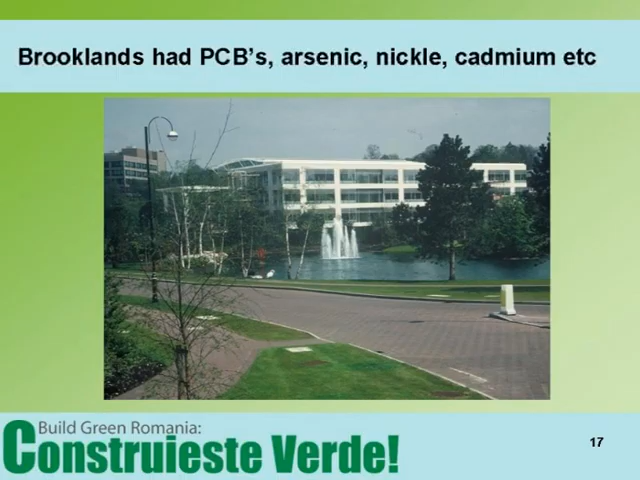 Brooklands had PCB’s, arsenic, nickle, cadmium etc
Build Green Romania:
Construieste Verde!
17